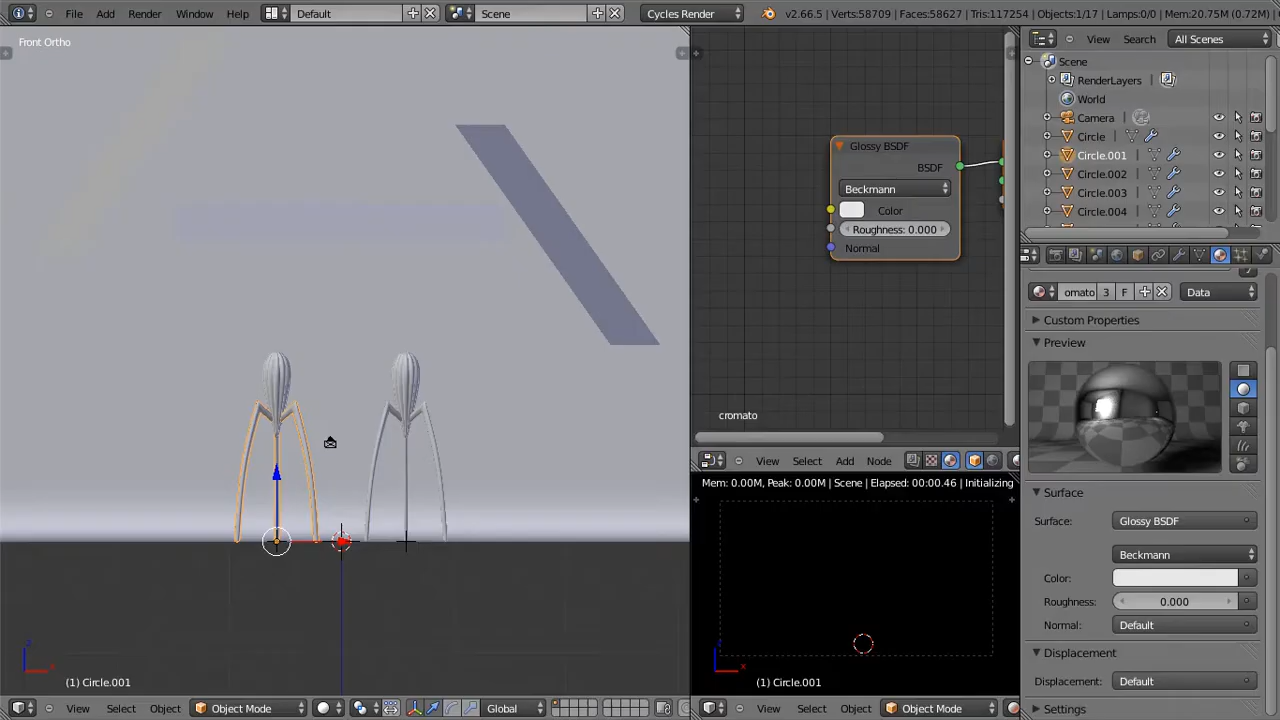 File Add Render Window Help Default Scene Cycles Render v2.66.5 | Verts:58709 | Faces:58627 | Tris:117254 | Objects:1/17 | Lamps:0/0 | Mem:20.75M (0.72M) |
Front Ortho
View Search All Scenes
Scene
RenderLayers
World
Camera
Circle
Circle.001
Circle.002
Circle.003
Circle.004
Glossy BSDF
BSDF
Beckmann
Color
Roughness: 0.000
Normal
cromato
View Select Add Node
omato 3 F Data
Custom Properties
Preview
Surface
Surface: Glossy BSDF
Beckmann
Color:
Roughness: 0.000
Normal: Default
Displacement
Displacement: Default
Settings
Mem: 0.00M, Peak: 0.00M | Scene | Elapsed: 00:00.46 | Initializing
(1) Circle.001
(1) Circle.001
View Select Object Object Mode Global
View Select Object Object Mode